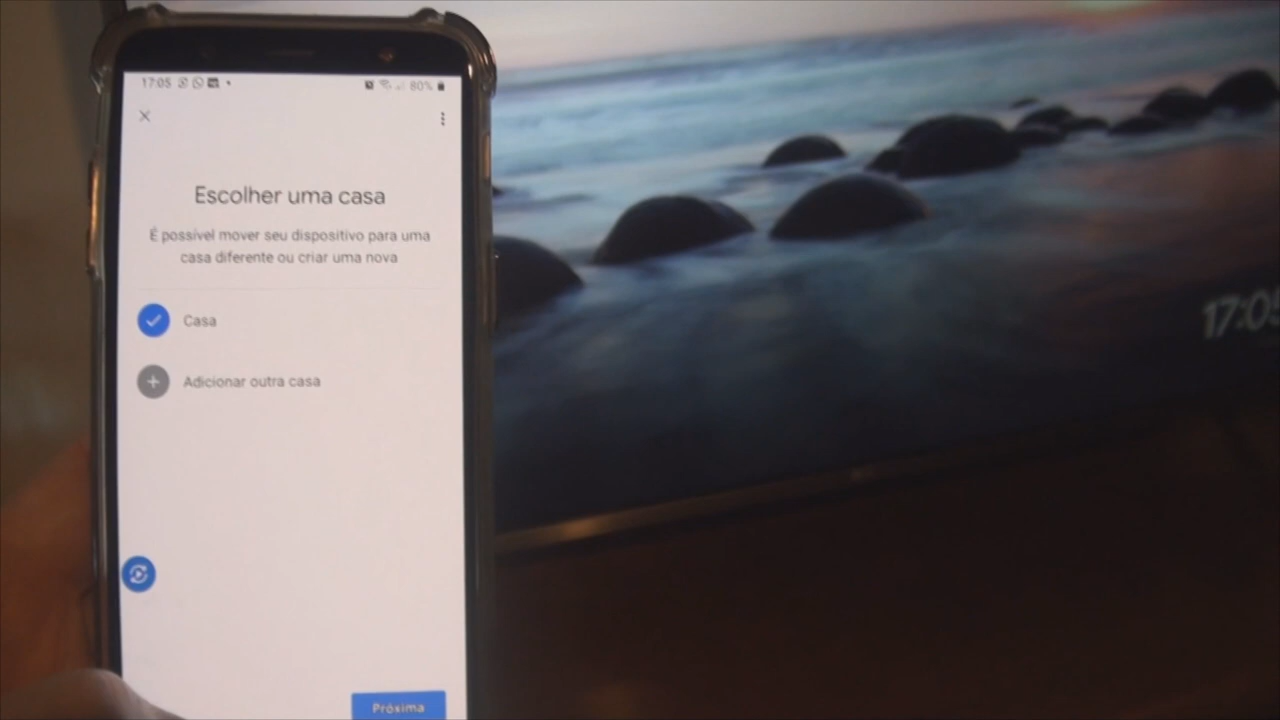 17:05
80%
Escolher uma casa
É possível mover seu dispositivo para uma
casa diferente ou criar uma nova
Casa
Adicionar outra casa
Próxima
17:05